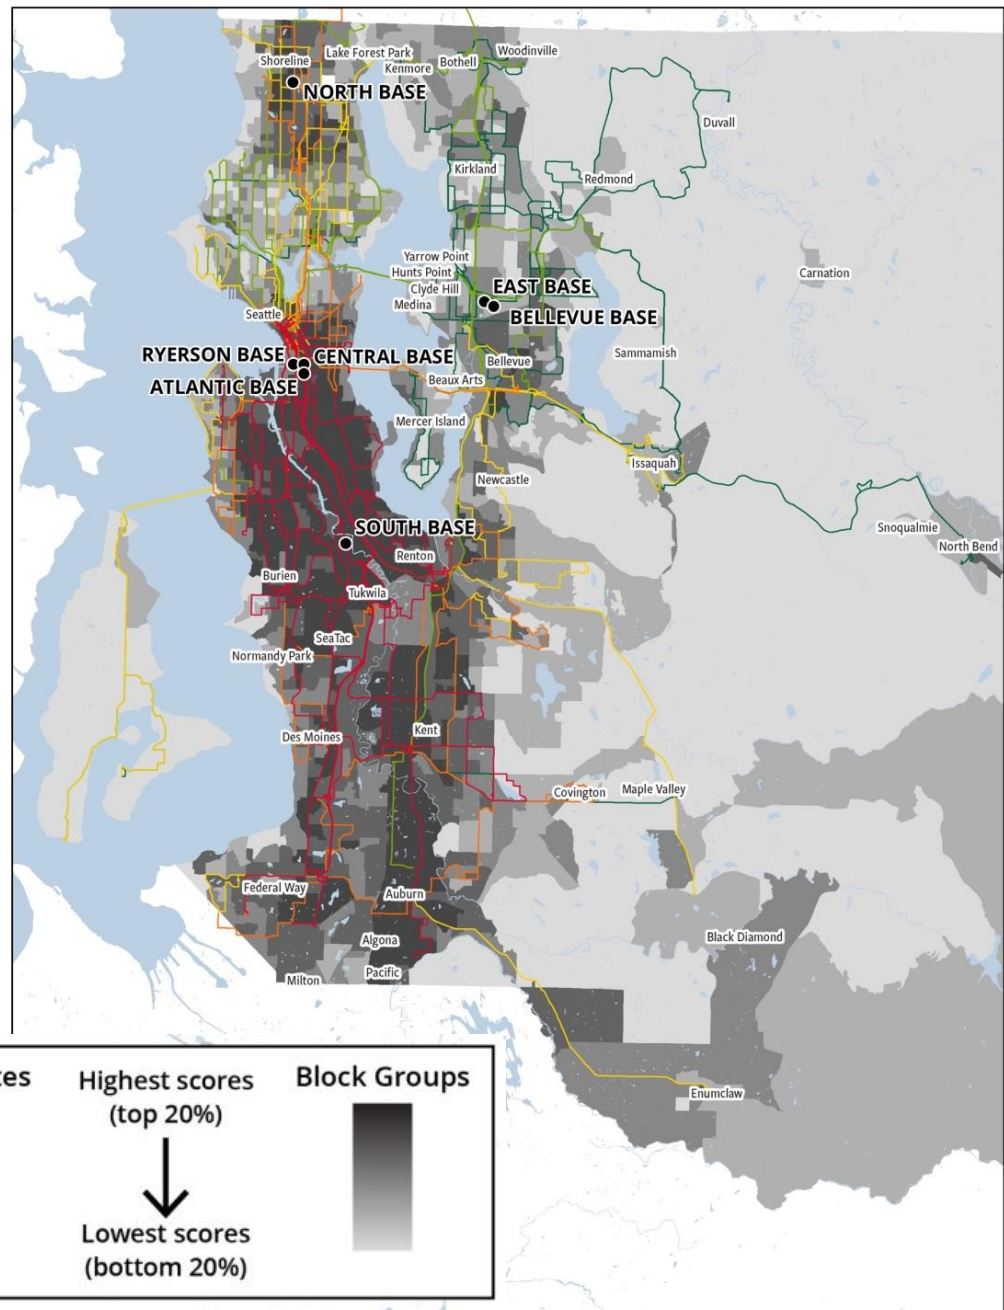 Lake Forest Park
Woodinville
Shoreline
Bothell
Kenmore
NORTH BASE
Duvall
Kirkland
Redmond
Yarrow Point
Hunts Point
Carnation
Clyde Hill
EAST BASE
Medina
BELLEVUE BASE
Seattle
RYERSON BASE
CENTRAL BASE
Sammamish
Bellevue
ATLANTIC BASE
Beaux Arts
Mercer Island
Issaquah
Newcastle
SOUTH BASE
Snoqualmie
Renton
North Bend
Burien
Tukwila
SeaTac
Normandy Park
Kent
Des Moines
Covington
Maple Valley
Federal Way
Auburn
Black Diamond
Algona
Pacific
Milton
Enumclaw
Highest scores
(top 20%)
Block Groups
Lowest scores
(bottom 20%)